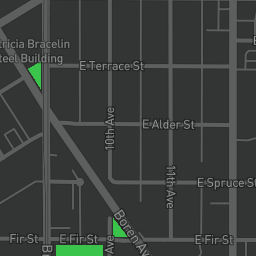 tricia Bracelin
teel Building
E Terrace St
10th Ave
E Alder St
11th Ave
E Spruce St
Boren Av
Fir St
E Fir St
E Fir St
Ave